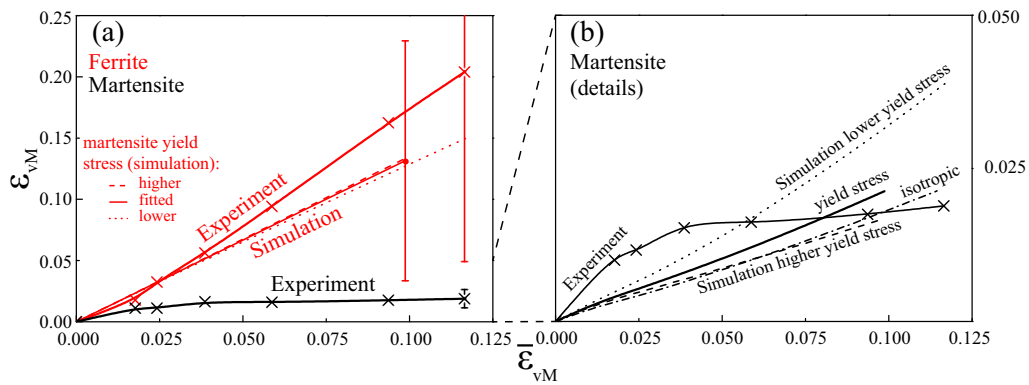 (a)
Ferrite
Martensite
martensite yield
stress (simulation):
higher
fitted
lower
Experiment
Simulation
Experiment
ε_vM
0.25
0.20
0.15
0.10
0.05
0.00
0.000 0.025 0.050 0.075 0.100 0.125
(b)
Martensite
(details)
Simulation lower yield stress
yield stress
isotropic
Experiment
Simulation higher yield stress
0.050
0.025
0.000 0.025 0.050 0.075 0.100 0.125
ε̅_vM